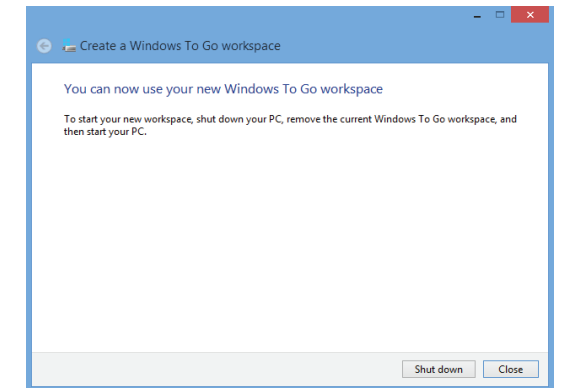 Create a Windows To Go workspace
You can now use your new Windows To Go workspace
To start your new workspace, shut down your PC, remove the current Windows To Go workspace, and
then start your PC.
Shut down
Close